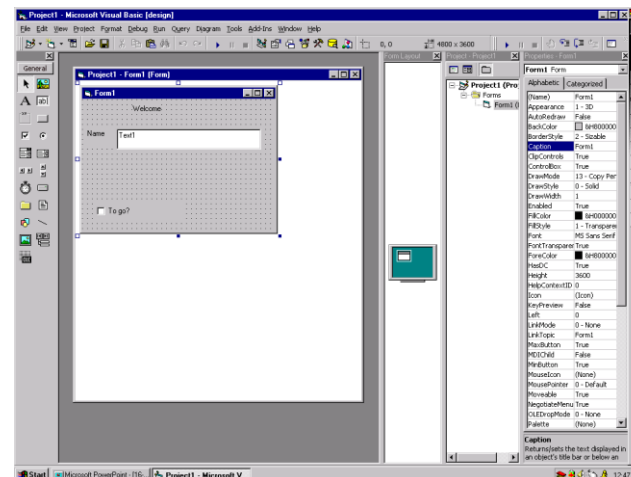 Project1 - Microsoft Visual Basic [design]
File Edit View Project Format Debug Run Query Diagram Tools Add-Ins Window Help
0, 0 4800 x 3600
General
Project1 - Form1 (Form)
Form1
Welcome
Name Text1
To go?
Form Layout
Project - Project1
Project1 (Pro
Forms
Form1 (
Properties - Form1
Form1 Form
Alphabetic Categorized
(Name) Form1
Appearance 1 - 3D
AutoRedraw False
BackColor &H800000
BorderStyle 2 - Sizable
Caption Form1
ClipControls True
ControlBox True
DrawMode 13 - Copy Per
DrawStyle 0 - Solid
DrawWidth 1
Enabled True
FillColor &H000000
FillStyle 1 - Transparen
Font MS Sans Serif
FontTransparer True
ForeColor &H800000
HasDC True
Height 3600
HelpContextID 0
Icon (Icon)
KeyPreview False
Left 0
LinkMode 0 - None
LinkTopic Form1
MaxButton True
MDIChild False
MinButton True
MouseIcon (None)
MousePointer 0 - Default
Moveable True
NegotiateMenu True
OLEDropMode 0 - None
Palette (None)
Caption
Returns/sets the text displayed in
an object's title bar or below an
Start Microsoft PowerPoint - [16- Project1 - Microsoft V... 12:47